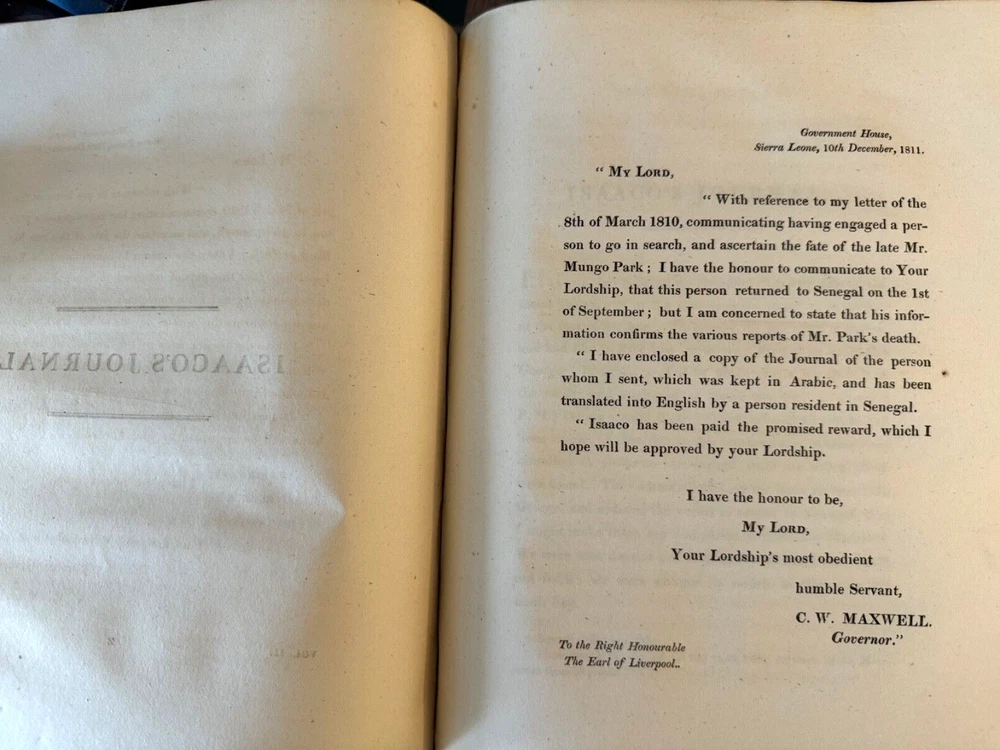 ISAACO'S JOURNAL
VOL. II.
Government House,
Sierra Leone, 10th December, 1811.
“ My Lord,
“ With reference to my letter of the
8th of March 1810, communicating having engaged a per-
son to go in search, and ascertain the fate of the late Mr.
Mungo Park ; I have the honour to communicate to Your
Lordship, that this person returned to Senegal on the 1st
of September ; but I am concerned to state that his infor-
mation confirms the various reports of Mr. Park's death.
“ I have enclosed a copy of the Journal of the person
whom I sent, which was kept in Arabic, and has been
translated into English by a person resident in Senegal.
“ Isaaco has been paid the promised reward, which I
hope will be approved by your Lordship.
I have the honour to be,
My Lord,
Your Lordship's most obedient
humble Servant,
C. W. MAXWELL.
Governor.”
To the Right Honourable
The Earl of Liverpool..